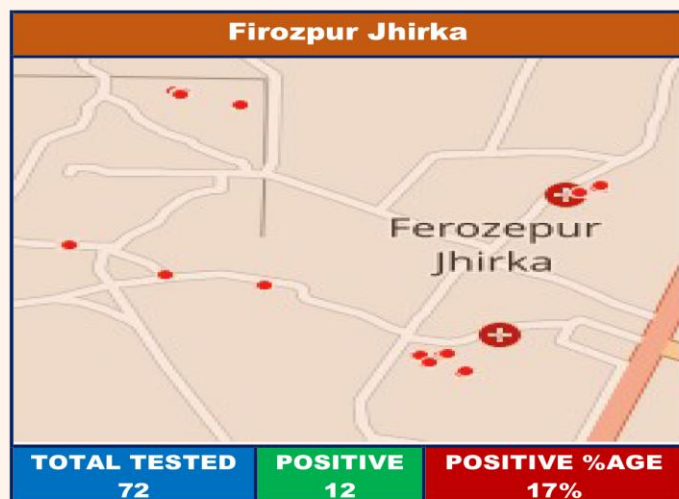 Firozpur Jhirka
Ferozepur
Jhirka
TOTAL TESTED
72
POSITIVE
12
POSITIVE %AGE
17%